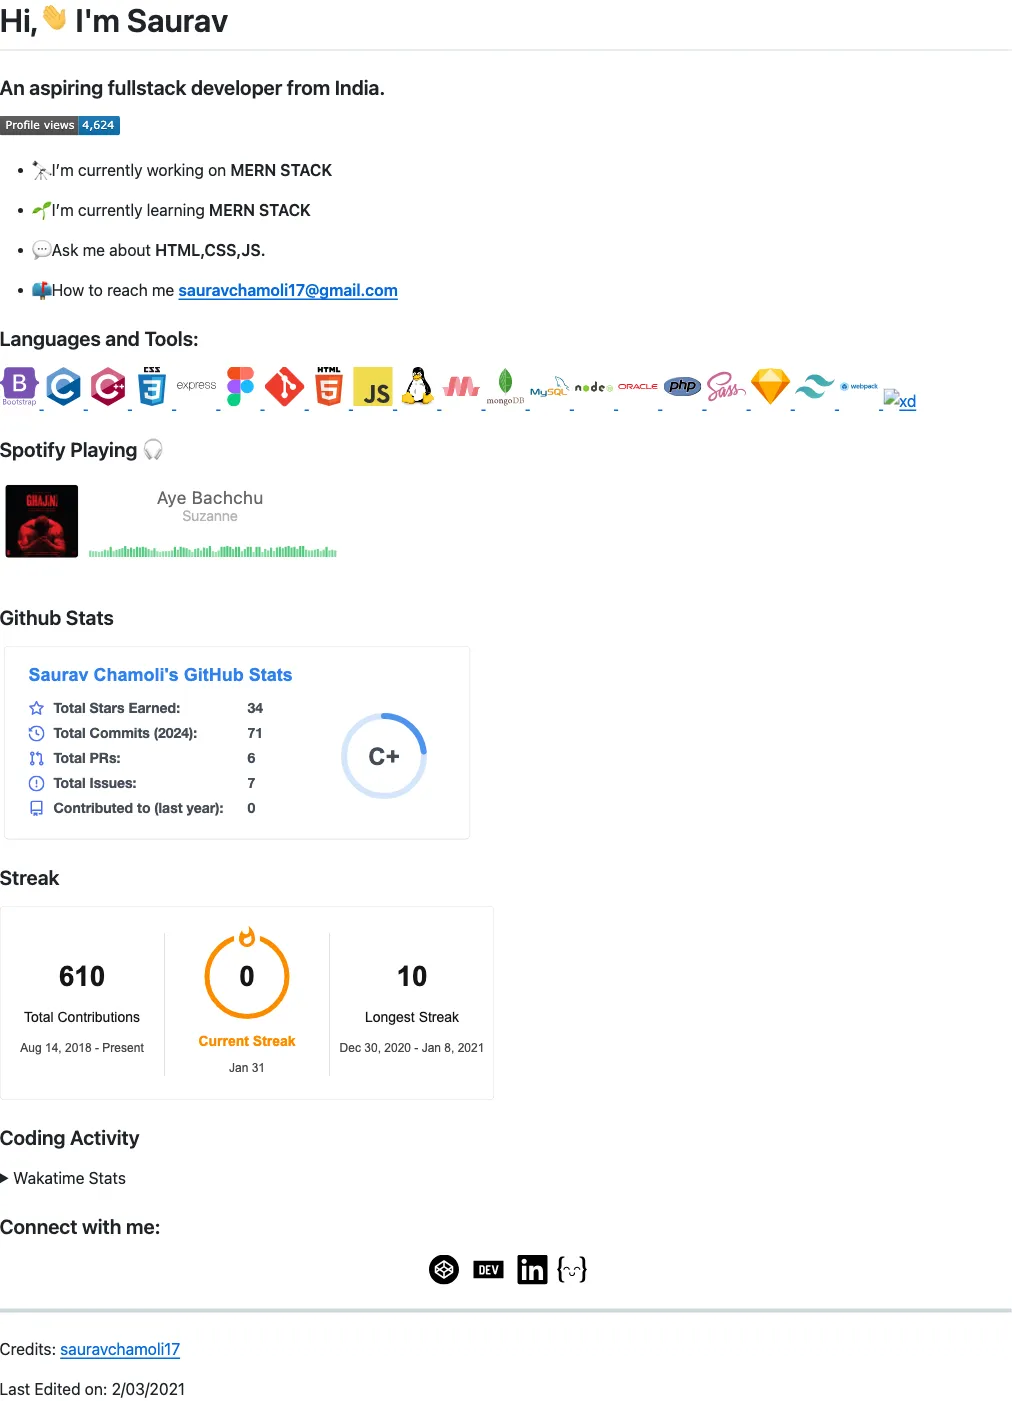 Hi, I'm Saurav
An aspiring fullstack developer from India.
Profile views 4,624
I'm currently working on MERN STACK
I'm currently learning MERN STACK
Ask me about HTML,CSS,JS.
How to reach me sauravchamoli17@gmail.com
Languages and Tools:
B Bootstrap C C++ CSS 3 express HTML 5 JS mongoDB MySQL node ORACLE php Sass webpack xd
Spotify Playing
GHAJINI
Aye Bachchu
Suzanne
Github Stats
Saurav Chamoli's GitHub Stats
Total Stars Earned: 34
Total Commits (2024): 71
Total PRs: 6
Total Issues: 7
Contributed to (last year): 0
C+
Streak
610
Total Contributions
Aug 14, 2018 - Present
0
Current Streak
Jan 31
10
Longest Streak
Dec 30, 2020 - Jan 8, 2021
Coding Activity
Wakatime Stats
Connect with me:
DEV in
Credits: sauravchamoli17
Last Edited on: 2/03/2021